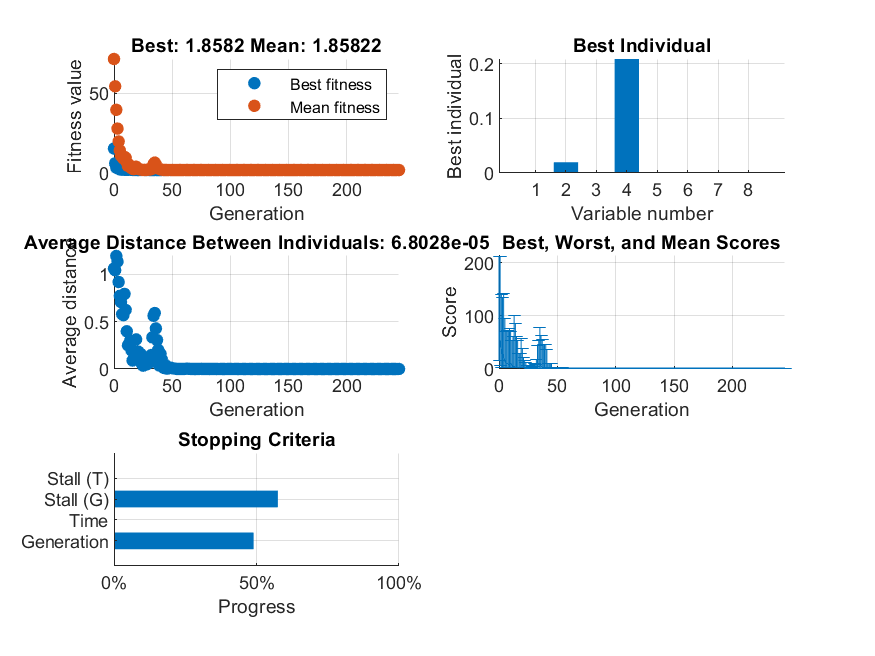 Best: 1.8582 Mean: 1.85822
Fitness value
50
0
Best fitness
Mean fitness
0 50 100 150 200
Generation
Best Individual
Best individual
0.2
0.1
0
1 2 3 4 5 6 7 8
Variable number
Average Distance Between Individuals: 6.8028e-05
Average distance
1
0.5
0
0 50 100 150 200
Generation
Best, Worst, and Mean Scores
Score
200
100
0
0 50 100 150 200
Generation
Stopping Criteria
Stall (T)
Stall (G)
Time
Generation
0% 50% 100%
Progress